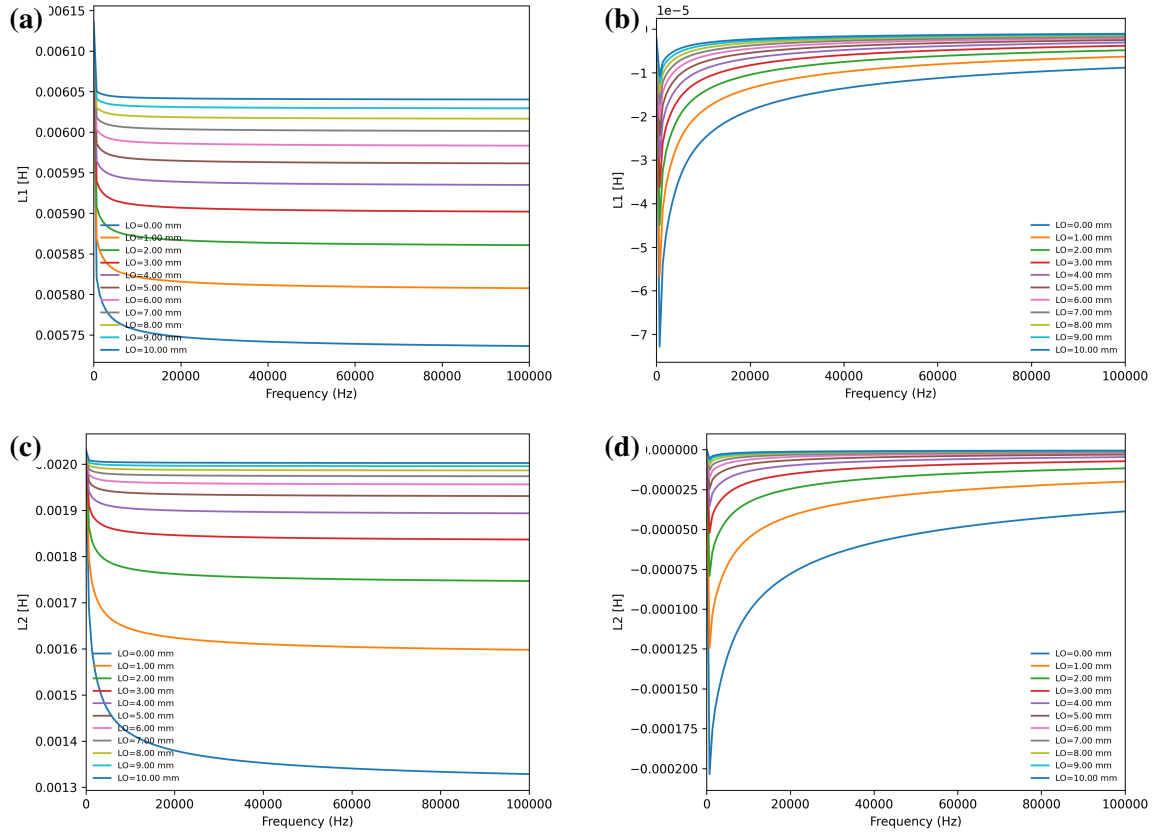 (a)
0.00615
0.00610
0.00605
0.00600
0.00595
0.00590
0.00585
0.00580
0.00575
L1 [H]
LO=0.00 mm
LO=1.00 mm
LO=2.00 mm
LO=3.00 mm
LO=4.00 mm
LO=5.00 mm
LO=6.00 mm
LO=7.00 mm
LO=8.00 mm
LO=9.00 mm
LO=10.00 mm
0 20000 40000 60000 80000 100000
Frequency (Hz)
(b)
1e−5
−1
−2
−3
−4
−5
−6
−7
L1 [H]
LO=0.00 mm
LO=1.00 mm
LO=2.00 mm
LO=3.00 mm
LO=4.00 mm
LO=5.00 mm
LO=6.00 mm
LO=7.00 mm
LO=8.00 mm
LO=9.00 mm
LO=10.00 mm
0 20000 40000 60000 80000 100000
Frequency (Hz)
(c)
0.0020
0.0019
0.0018
0.0017
0.0016
0.0015
0.0014
0.0013
L2 [H]
LO=0.00 mm
LO=1.00 mm
LO=2.00 mm
LO=3.00 mm
LO=4.00 mm
LO=5.00 mm
LO=6.00 mm
LO=7.00 mm
LO=8.00 mm
LO=9.00 mm
LO=10.00 mm
0 20000 40000 60000 80000 100000
Frequency (Hz)
(d)
0.000000
−0.000025
−0.000050
−0.000075
−0.000100
−0.000125
−0.000150
−0.000175
−0.000200
L2 [H]
LO=0.00 mm
LO=1.00 mm
LO=2.00 mm
LO=3.00 mm
LO=4.00 mm
LO=5.00 mm
LO=6.00 mm
LO=7.00 mm
LO=8.00 mm
LO=9.00 mm
LO=10.00 mm
0 20000 40000 60000 80000 100000
Frequency (Hz)